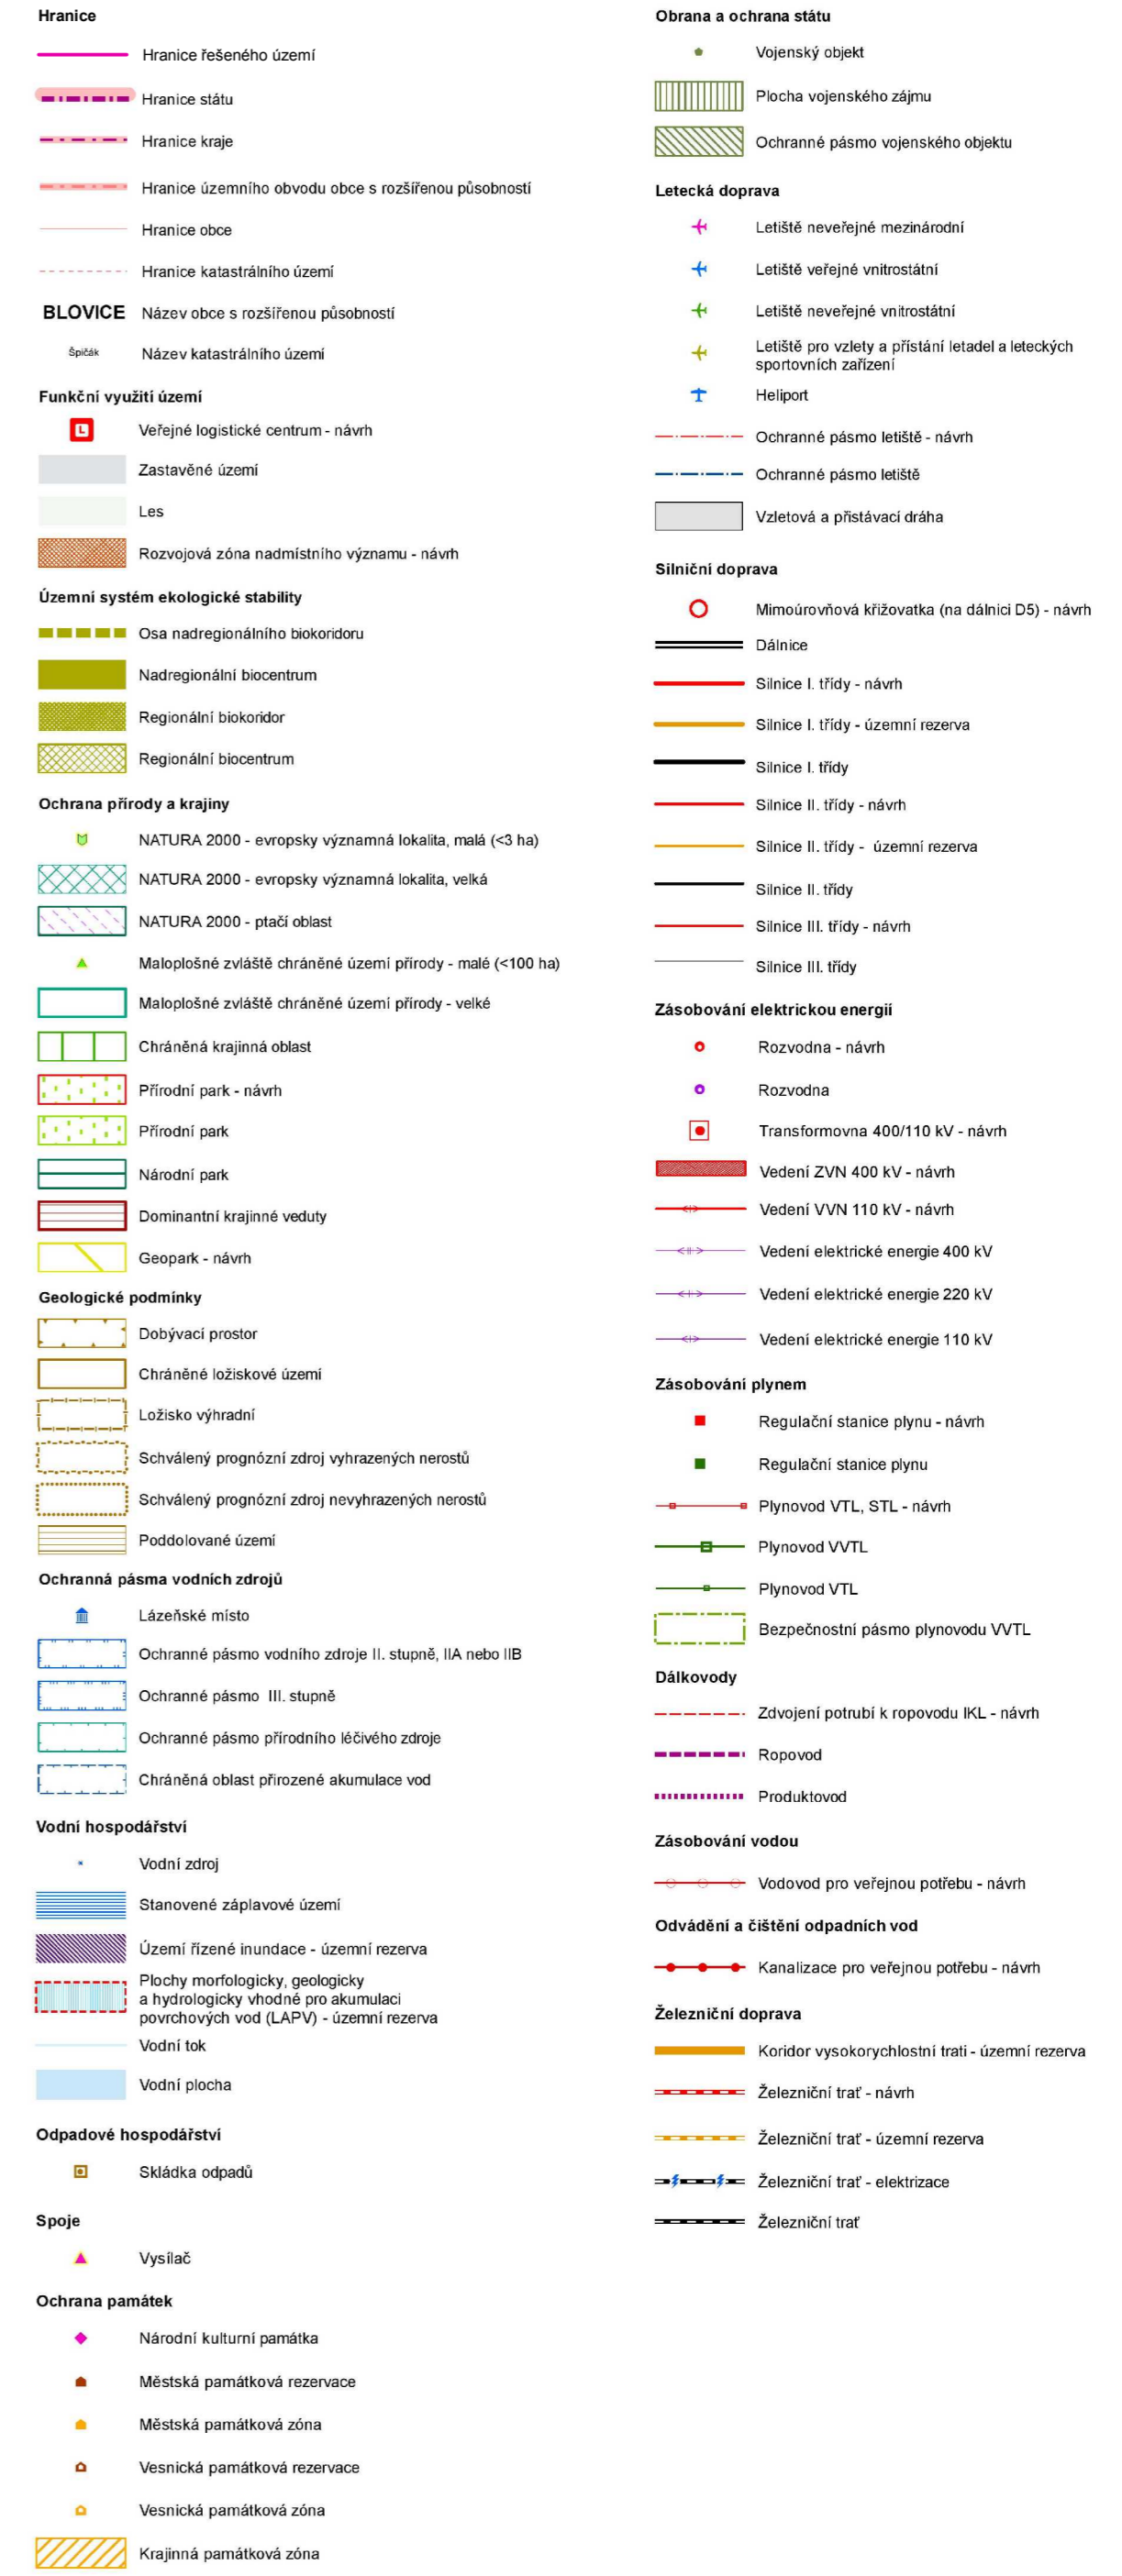 Hranice
Hranice řešeného území
Hranice státu
Hranice kraje
Hranice územního obvodu obce s rozšířenou působností
Hranice obce
Hranice katastrálního území
BLOVICE Název obce s rozšířenou působností
Špičák Název katastrálního území
Funkční využití území
L Veřejné logistické centrum - návrh
Zastavěné území
Les
Rozvojová zóna nadmístního významu - návrh
Územní systém ekologické stability
Osa nadregionálního biokoridoru
Nadregionální biocentrum
Regionální biokoridor
Regionální biocentrum
Ochrana přírody a krajiny
NATURA 2000 - evropsky významná lokalita, malá (<3 ha)
NATURA 2000 - evropsky významná lokalita, velká
NATURA 2000 - ptačí oblast
Maloplošné zvláště chráněné území přírody - malé (<100 ha)
Maloplošné zvláště chráněné území přírody - velké
Chráněná krajinná oblast
Přírodní park - návrh
Přírodní park
Národní park
Dominantní krajinné veduty
Geopark - návrh
Geologické podmínky
Dobývací prostor
Chráněné ložiskové území
Ložisko výhradní
Schválený prognózní zdroj vyhrazených nerostů
Schválený prognózní zdroj nevyhrazených nerostů
Poddolované území
Ochranná pásma vodních zdrojů
Lázeňské místo
Ochranné pásmo vodního zdroje II. stupně, IIA nebo IIB
Ochranné pásmo III. stupně
Ochranné pásmo přírodního léčivého zdroje
Chráněná oblast přirozené akumulace vod
Vodní hospodářství
Vodní zdroj
Stanovené záplavové území
Území řízené inundace - územní rezerva
Plochy morfologicky, geologicky
a hydrologicky vhodné pro akumulaci
povrchových vod (LAPV) - územní rezerva
Vodní tok
Vodní plocha
Odpadové hospodářství
Skládka odpadů
Spoje
Vysílač
Ochrana památek
Národní kulturní památka
Městská památková rezervace
Městská památková zóna
Vesnická památková rezervace
Vesnická památková zóna
Krajinná památková zóna
Obrana a ochrana státu
Vojenský objekt
Plocha vojenského zájmu
Ochranné pásmo vojenského objektu
Letecká doprava
Letiště neveřejné mezinárodní
Letiště veřejné vnitrostátní
Letiště neveřejné vnitrostátní
Letiště pro vzlety a přístání letadel a leteckých
sportovních zařízení
Heliport
Ochranné pásmo letiště - návrh
Ochranné pásmo letiště
Vzletová a přistávací dráha
Silniční doprava
Mimoúrovňová křižovatka (na dálnici D5) - návrh
Dálnice
Silnice I. třídy - návrh
Silnice I. třídy - územní rezerva
Silnice I. třídy
Silnice II. třídy - návrh
Silnice II. třídy - územní rezerva
Silnice II. třídy
Silnice III. třídy - návrh
Silnice III. třídy
Zásobování elektrickou energií
Rozvodna - návrh
Rozvodna
Transformovna 400/110 kV - návrh
Vedení ZVN 400 kV - návrh
Vedení VVN 110 kV - návrh
Vedení elektrické energie 400 kV
Vedení elektrické energie 220 kV
Vedení elektrické energie 110 kV
Zásobování plynem
Regulační stanice plynu - návrh
Regulační stanice plynu
Plynovod VTL, STL - návrh
Plynovod VVTL
Plynovod VTL
Bezpečnostní pásmo plynovodu VVTL
Dálkovody
Zdvojení potrubí k ropovodu IKL - návrh
Ropovod
Produktovod
Zásobování vodou
Vodovod pro veřejnou potřebu - návrh
Odvádění a čištění odpadních vod
Kanalizace pro veřejnou potřebu - návrh
Železniční doprava
Koridor vysokorychlostní trati - územní rezerva
Železniční trať - návrh
Železniční trať - územní rezerva
Železniční trať - elektrizace
Železniční trať